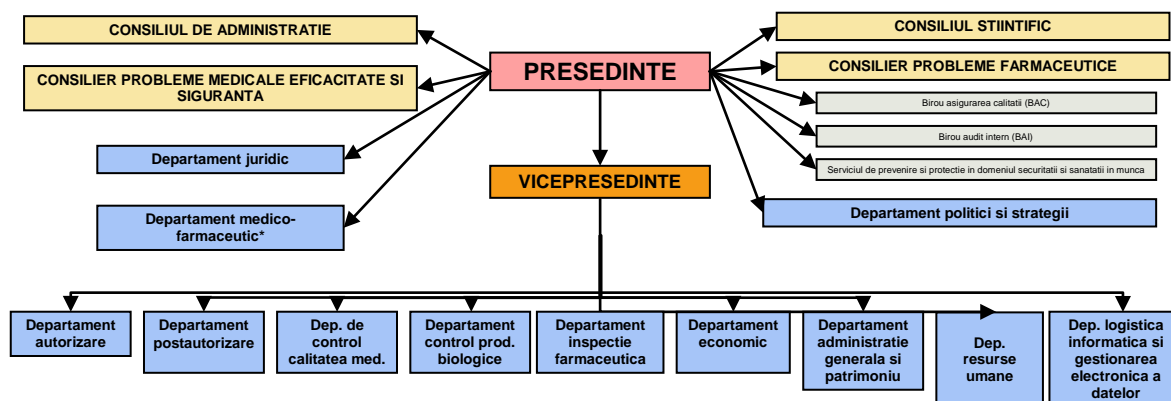 CONSILIUL DE ADMINISTRATIE
CONSILIUL STIINTIFIC
PRESEDINTE
CONSILIER PROBLEME MEDICALE EFICACITATE SI
SIGURANTA
CONSILIER PROBLEME FARMACEUTICE
Birou asigurarea calitatii (BAC)
Birou audit intern (BAI)
Departament juridic
Serviciul de prevenire si protectie in domeniul securitatii si sanatatii in munca
VICEPRESEDINTE
Departament medico-
farmaceutic*
Departament politici si strategii
Departament
autorizare
Departament
postautorizare
Dep. de
control
calitatea med.
Departament
control prod.
biologice
Departament
inspectie
farmaceutica
Departament
economic
Departament
administratie
generala si
patrimoniu
Dep.
resurse
umane
Dep. logistica
informatica si
gestionarea
electronica a
datelor